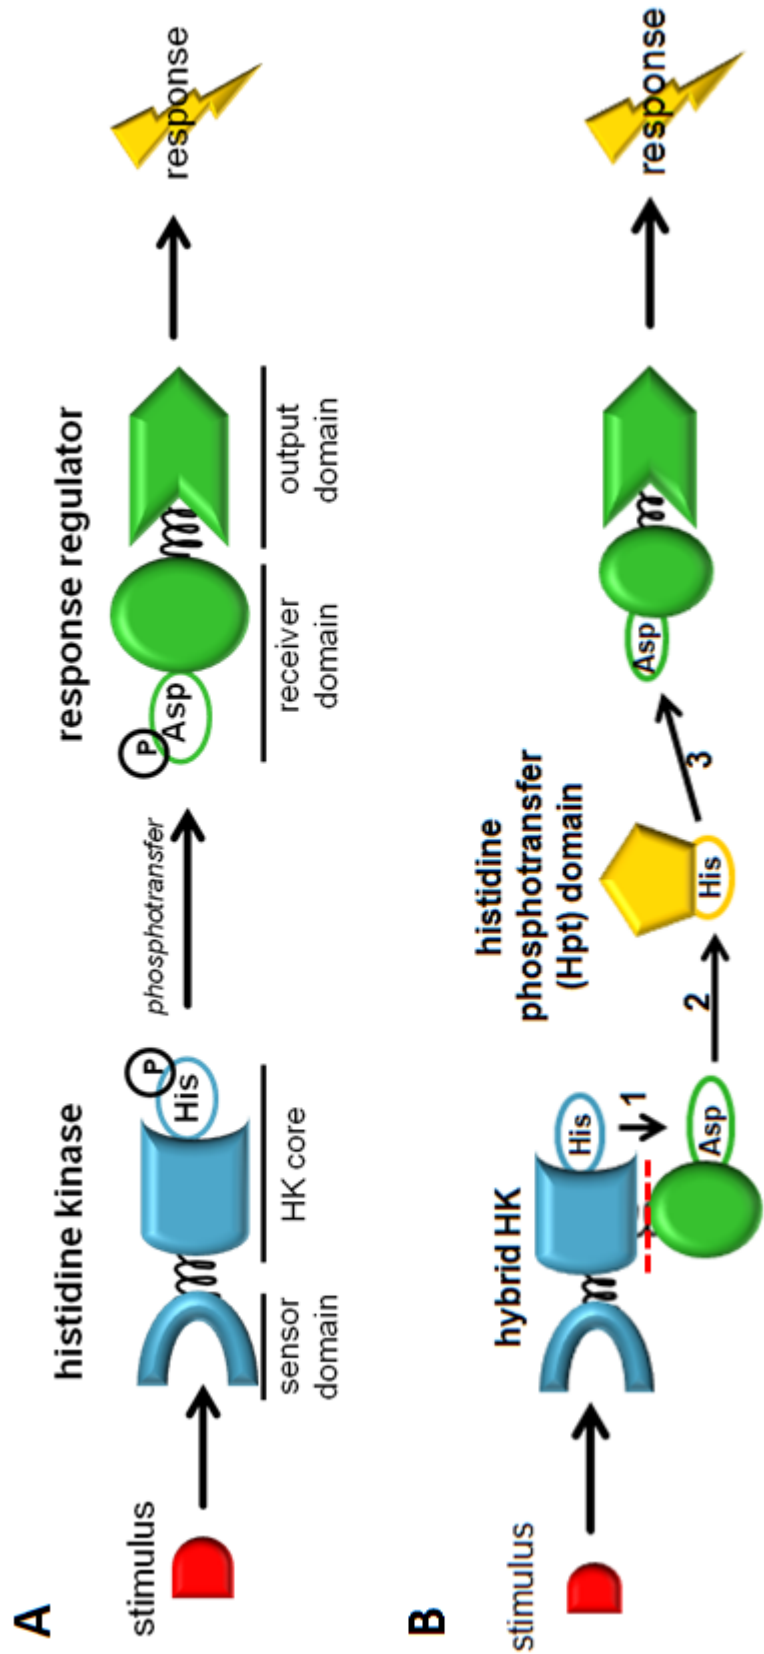 A
histidine kinase
response regulator
stimulus
P
His
phosphotransfer
P
Asp
response
sensor
domain
HK core
receiver
domain
output
domain
B
stimulus
hybrid HK
His
1
Asp
2
histidine
phosphotransfer
(Hpt) domain
His
3
Asp
response